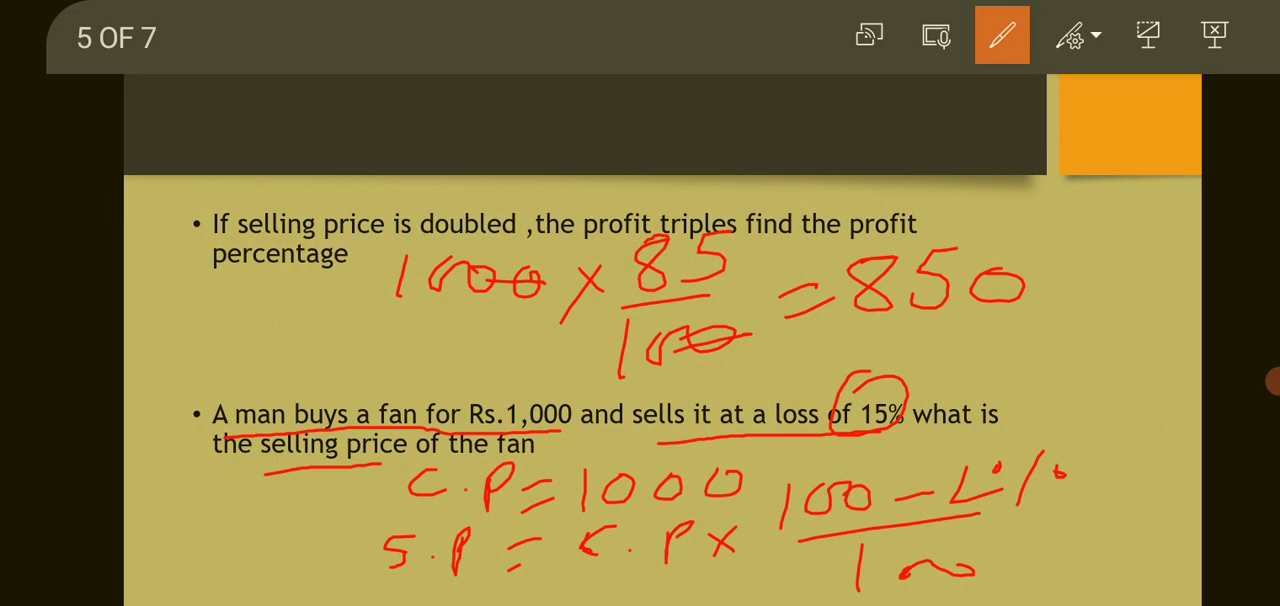 5 OF 7
• If selling price is doubled ,the profit triples find the profit
percentage
1000 × 85/100 = 850
• A man buys a fan for Rs.1,000 and sells it at a loss of 15% what is
the selling price of the fan
C.P = 1000
S.P = C.P × 100 - L%/100